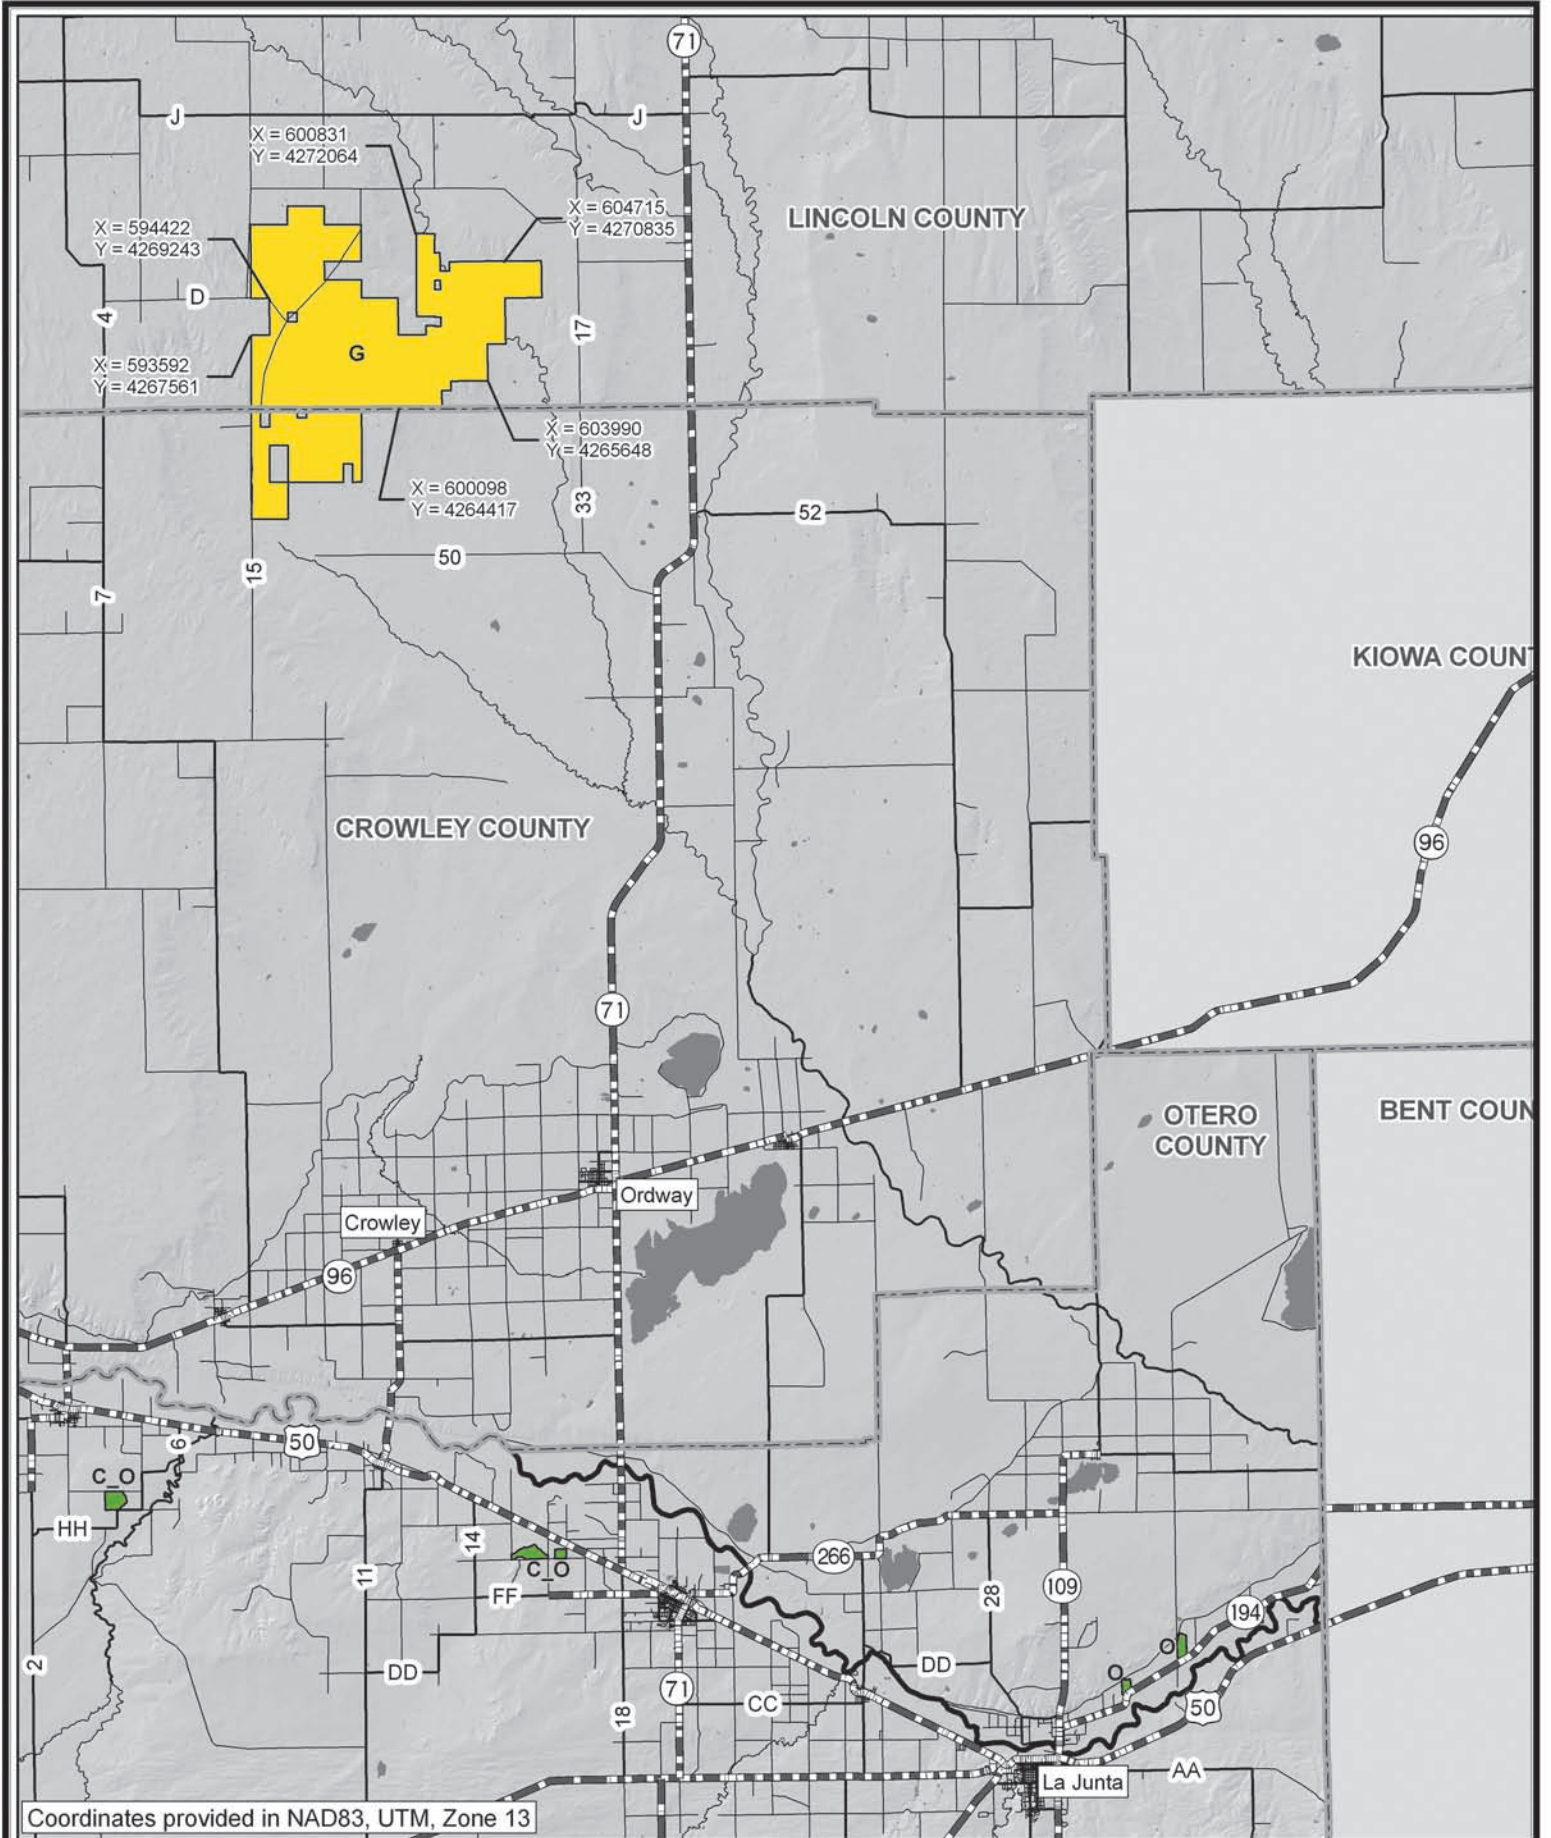 71
J
J
X = 600831
Y = 4272064
X = 604715
Y = 4270835
LINCOLN COUNTY
X = 594422
Y = 4269243
D
4
17
G
X = 593592
Y = 4267561
X = 603990
Y = 4265648
X = 600098
Y = 4264417
33
52
50
15
7
KIOWA COUNT
CROWLEY COUNTY
96
71
OTERO
COUNTY
BENT COUN
Ordway
Crowley
96
6
50
C_O
HH
14
C_O
266
11
FF
28
109
194
O
2
DD
DD
O
71
CC
18
50
La Junta
AA
Coordinates provided in NAD83, UTM, Zone 13